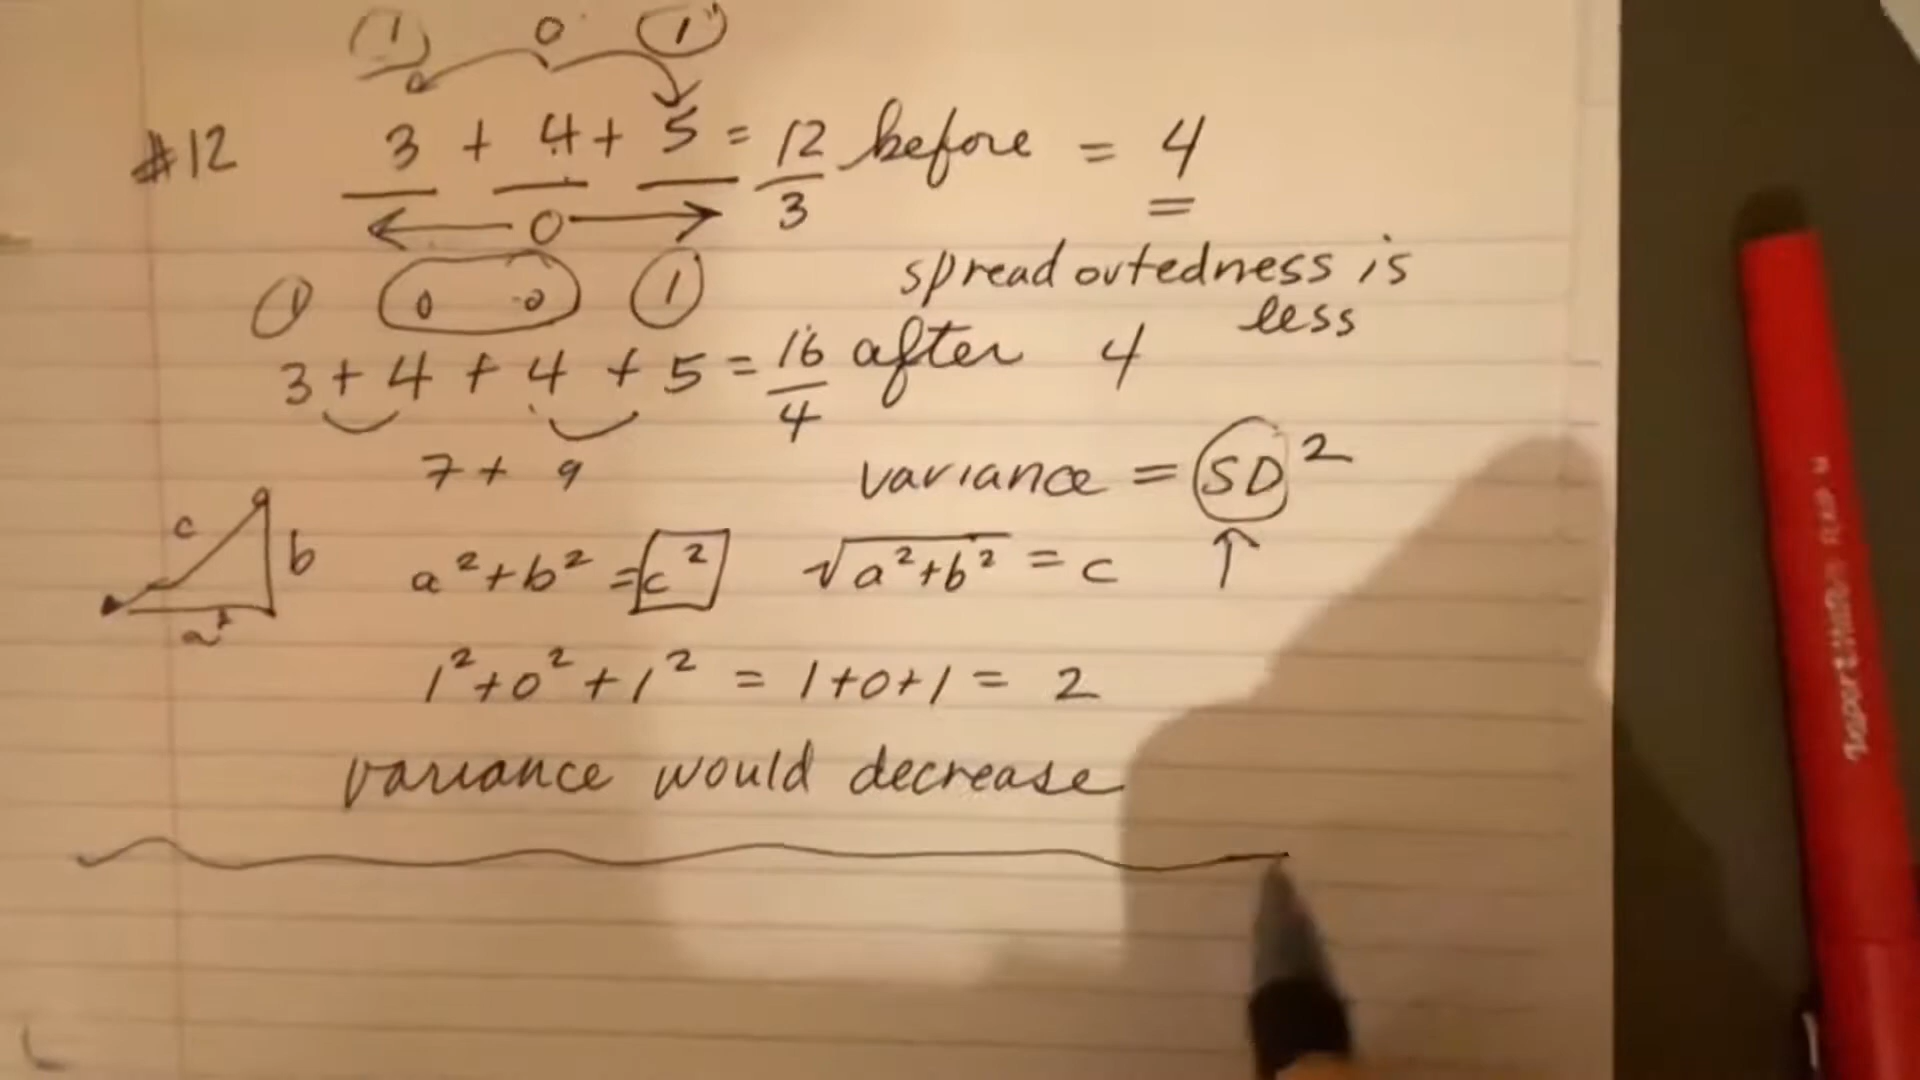 1 0 1
#12 3 + 4 + 5 = 12/3 before = 4
0
1 0 0 1 spread outedness is less
3 + 4 + 4 + 5 = 16/4 after 4
7 + 9 variance = SD²
c b a² + b² = c² √a² + b² = c
1² + 0² + 1² = 1 + 0 + 1 = 2
variance would decrease